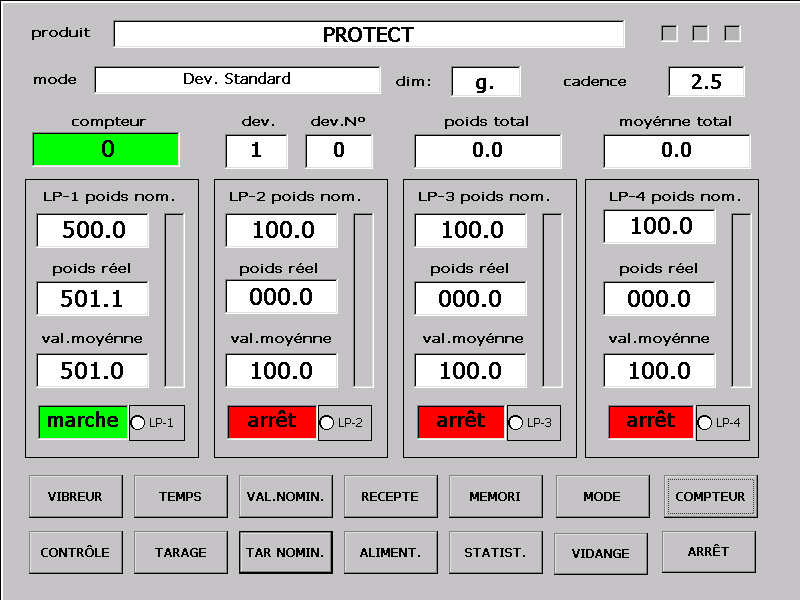 produit PROTECT
mode Dev. Standard dim: g. cadence 2.5
compteur dev. dev.Nº poids total moyénne total
0 1 0 0.0 0.0
LP-1 poids nom. LP-2 poids nom. LP-3 poids nom. LP-4 poids nom.
500.0 100.0 100.0 100.0
poids réel poids réel poids réel poids réel
501.1 000.0 000.0 000.0
val.moyénne val.moyénne val.moyénne val.moyénne
501.0 100.0 100.0 100.0
marche LP-1 arrêt LP-2 arrêt LP-3 arrêt LP-4
VIBREUR TEMPS VAL.NOMIN. RECEPTE MEMORI MODE COMPTEUR
CONTRÔLE TARAGE TAR NOMIN. ALIMENT. STATIST. VIDANGE ARRÊT